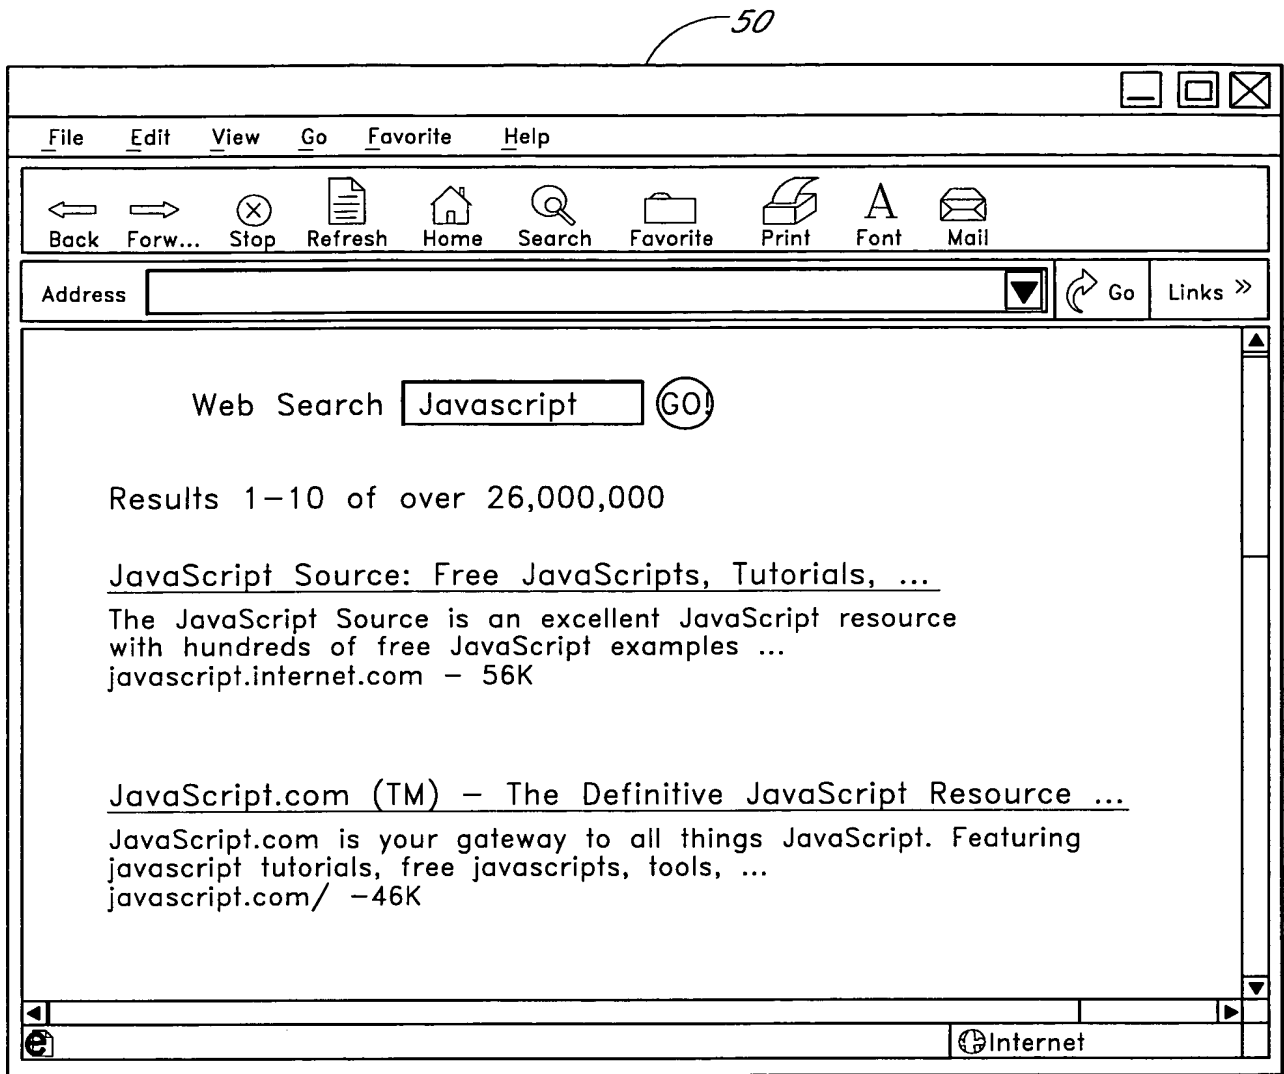 50
File Edit View Go Favorite Help
Back Forw... Stop Refresh Home Search Favorite Print Font Mail
Address Go Links »
Web Search Javascript GO!
Results 1-10 of over 26,000,000
JavaScript Source: Free JavaScripts, Tutorials, ...
The JavaScript Source is an excellent JavaScript resource
with hundreds of free JavaScript examples ...
javascript.internet.com - 56K
JavaScript.com (TM) - The Definitive JavaScript Resource ...
JavaScript.com is your gateway to all things JavaScript. Featuring
javascript tutorials, free javascripts, tools, ...
javascript.com/ -46K
Internet